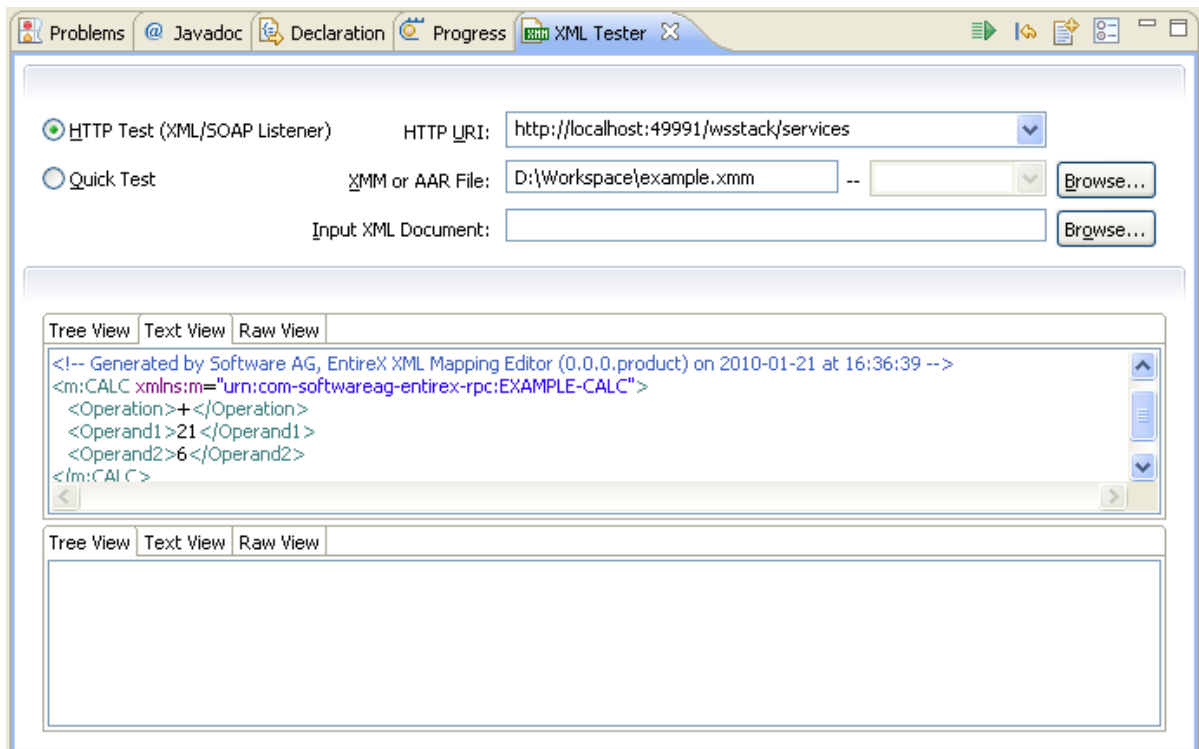 Problems @ Javadoc Declaration Progress XML Tester
HTTP Test (XML/SOAP Listener) HTTP URI: http://localhost:49991/wsstack/services
Quick Test XMM or AAR File: D:\Workspace\example.xmm -- Browse...
Input XML Document: Browse...
Tree View Text View Raw View
<!-- Generated by Software AG, EntireX XML Mapping Editor (0.0.0.product) on 2010-01-21 at 16:36:39 -->
<m:CALC xmlns:m="urn:com-softwareag-entirex-rpc:EXAMPLE-CALC">
<Operation>+</Operation>
<Operand1>21</Operand1>
<Operand2>6</Operand2>
</m:CALC>
Tree View Text View Raw View